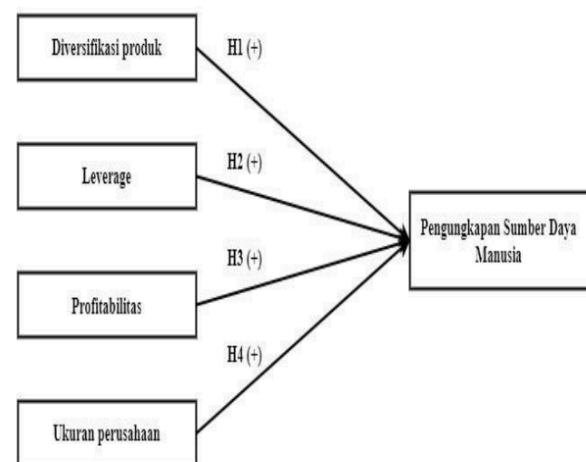 Diversifikasi produk
H1 (+)
Leverage
H2 (+)
Pengungkapan Sumber Daya
Manusia
H3 (+)
Profitabilitas
H4 (+)
Ukuran perusahaan